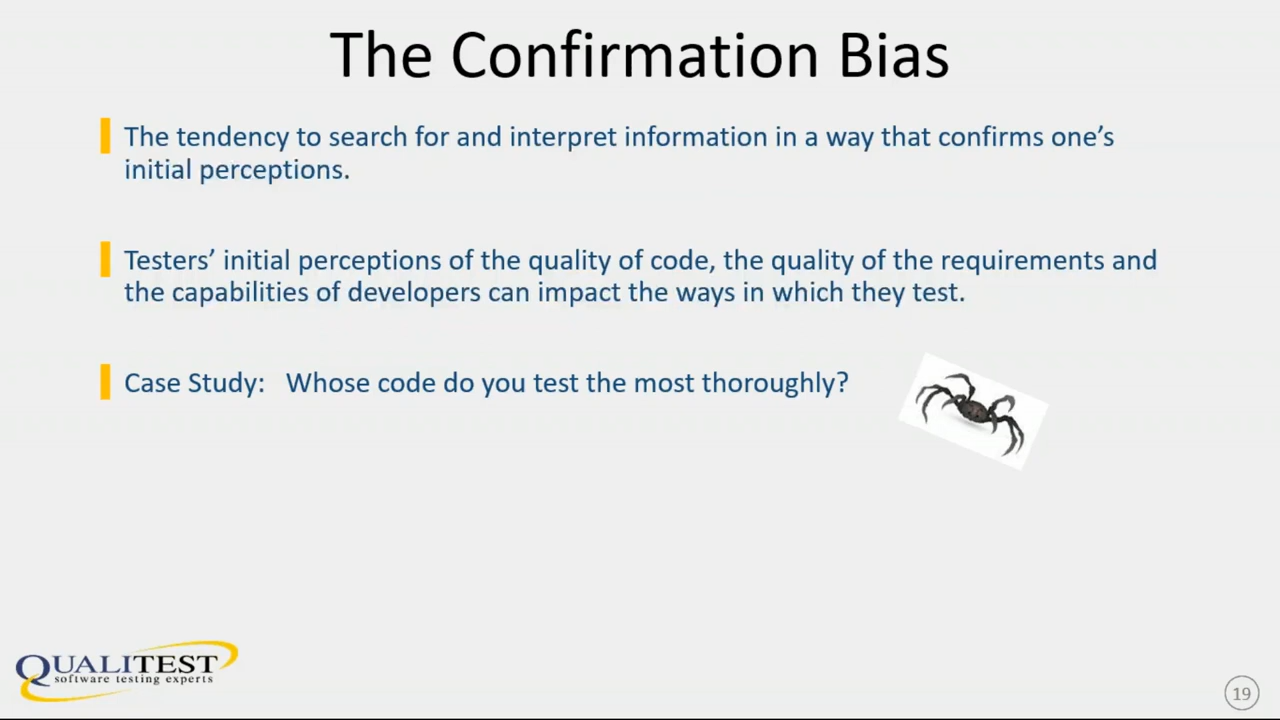 The Confirmation Bias
The tendency to search for and interpret information in a way that confirms one’s
initial perceptions.
Testers’ initial perceptions of the quality of code, the quality of the requirements and
the capabilities of developers can impact the ways in which they test.
Case Study:   Whose code do you test the most thoroughly?
QUALITEST
software testing experts
19